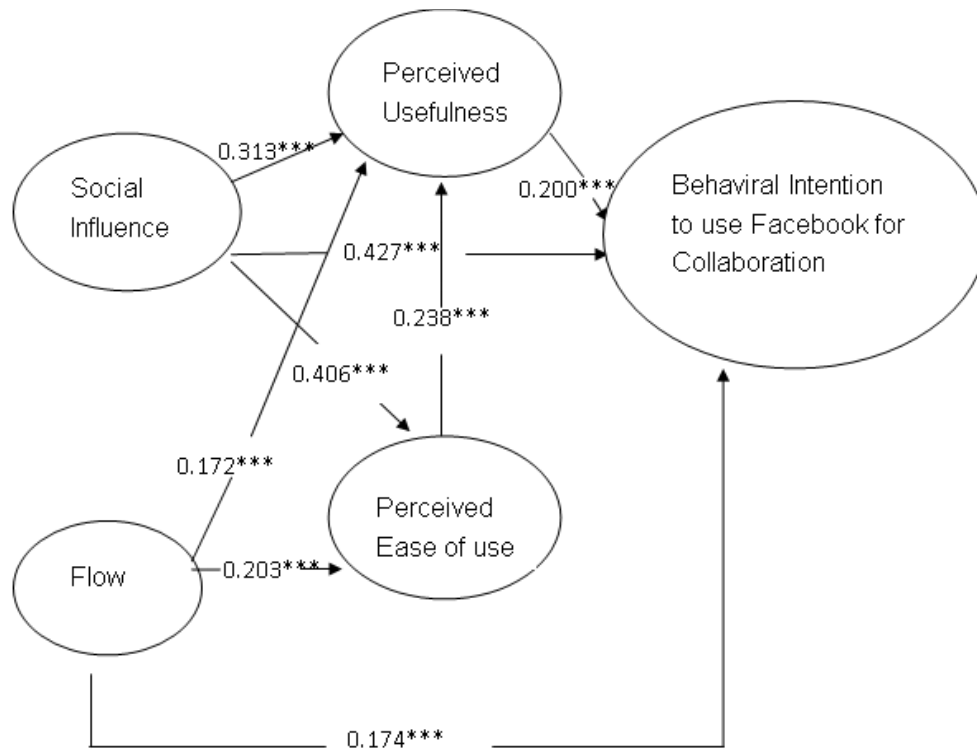 Perceived
Usefulness
0.313***
Social
Influence
0.200***
Behaviral Intention
to use Facebook for
Collaboration
0.427***
0.238***
0.406***
0.172***
Perceived
Ease of use
Flow
0.203***
0.174***